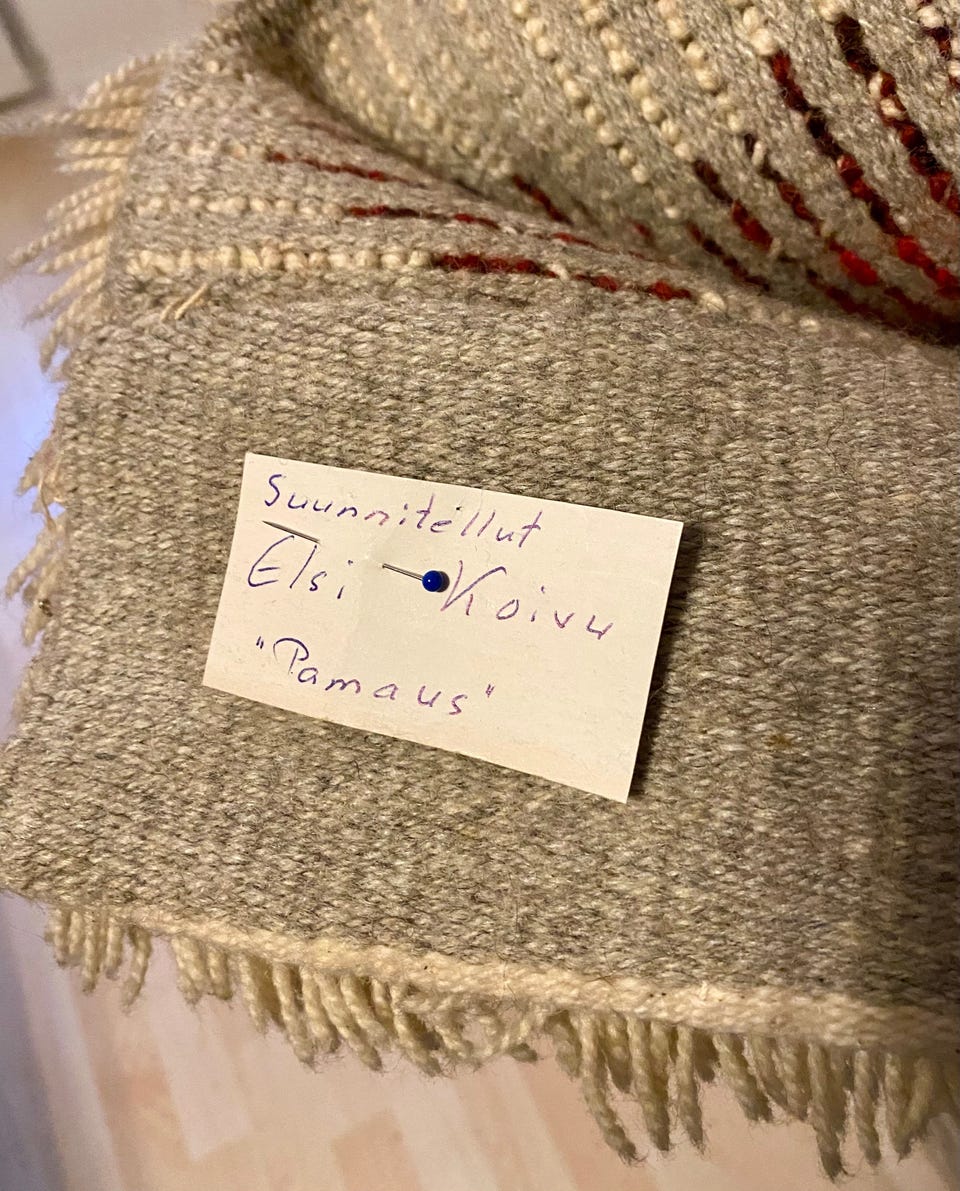 Suunnitellut
Elsi Koivu
"Pamaus"